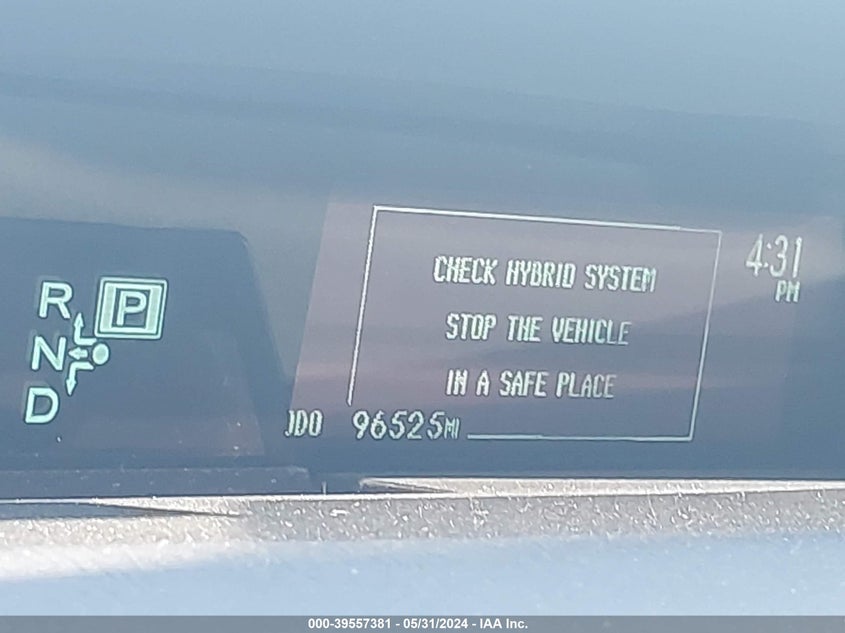 R P
N
D
CHECK HYBRID SYSTEM
STOP THE VEHICLE
IN A SAFE PLACE
4:31
PM
ODO 96525MI
000-39557381 - 05/31/2024 - IAA Inc.